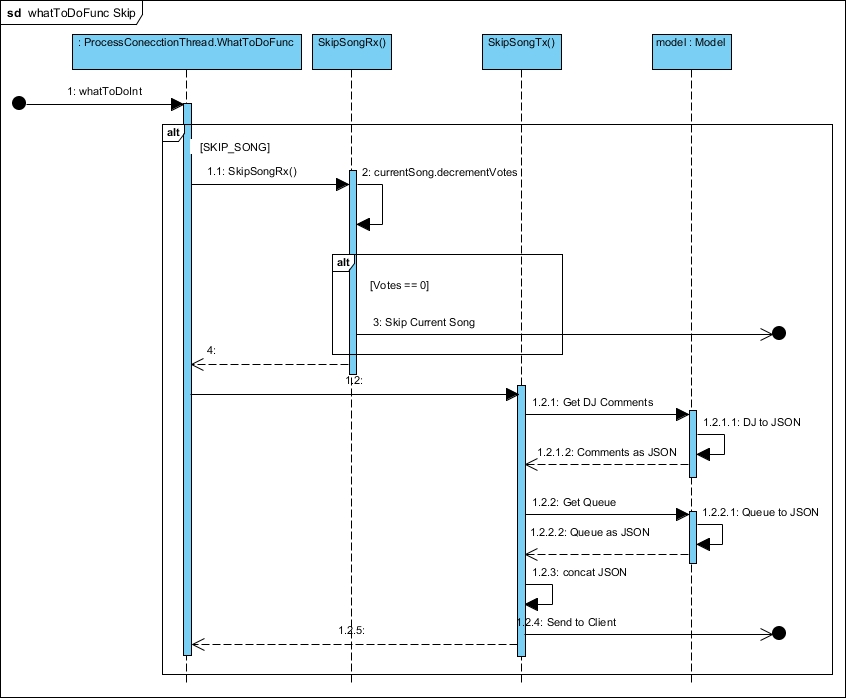 sd whatToDoFunc Skip
: ProcessConecctionThread.WhatToDoFunc
SkipSongRx()
SkipSongTx()
model : Model
1: whatToDoInt
alt
[SKIP_SONG]
1.1: SkipSongRx()
2: currentSong.decrementVotes
alt
[Votes == 0]
3: Skip Current Song
4:
1.2:
1.2.1: Get DJ Comments
1.2.1.1: DJ to JSON
1.2.1.2: Comments as JSON
1.2.2: Get Queue
1.2.2.1: Queue to JSON
1.2.2.2: Queue as JSON
1.2.3: concat JSON
1.2.4: Send to Client
1.2.5: